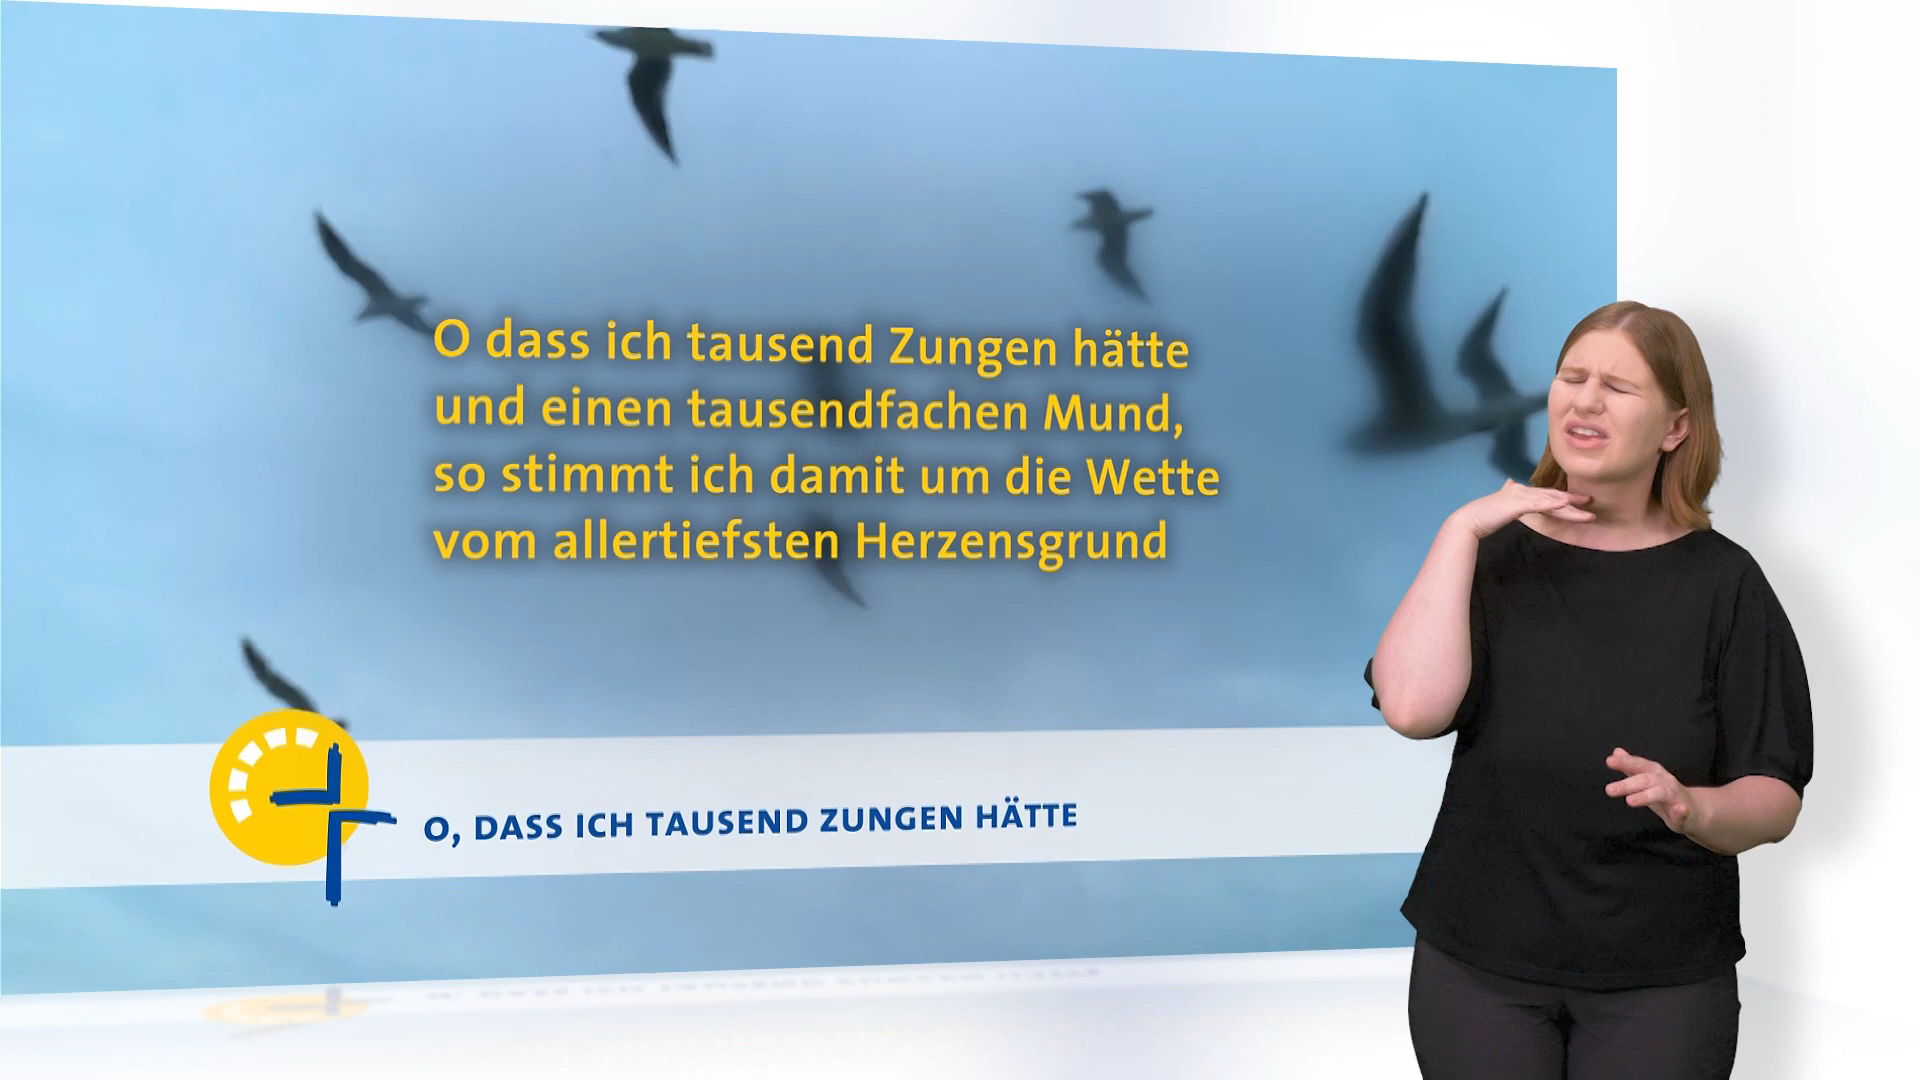 O dass ich tausend Zungen hätte
und einen tausendfachen Mund,
so stimmt ich damit um die Wette
vom allertiefsten Herzensgrund
O, DASS ICH TAUSEND ZUNGEN HÄTTE